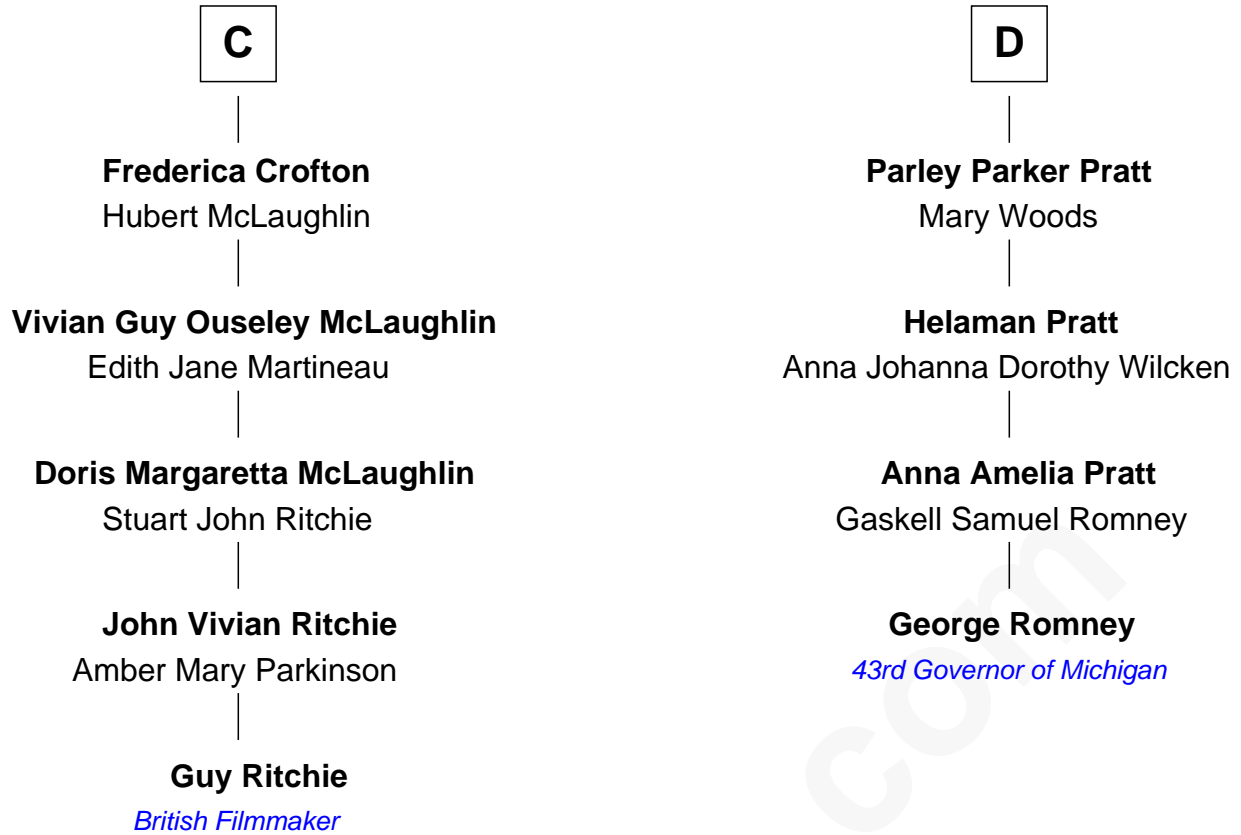 C
Frederica Crofton
Hubert McLaughlin
Vivian Guy Ouseley McLaughlin
Edith Jane Martineau
Doris Margaretta McLaughlin
Stuart John Ritchie
John Vivian Ritchie
Amber Mary Parkinson
Guy Ritchie
British Filmmaker
D
Parley Parker Pratt
Mary Woods
Helaman Pratt
Anna Johanna Dorothy Wilcken
Anna Amelia Pratt
Gaskell Samuel Romney
George Romney
43rd Governor of Michigan
com